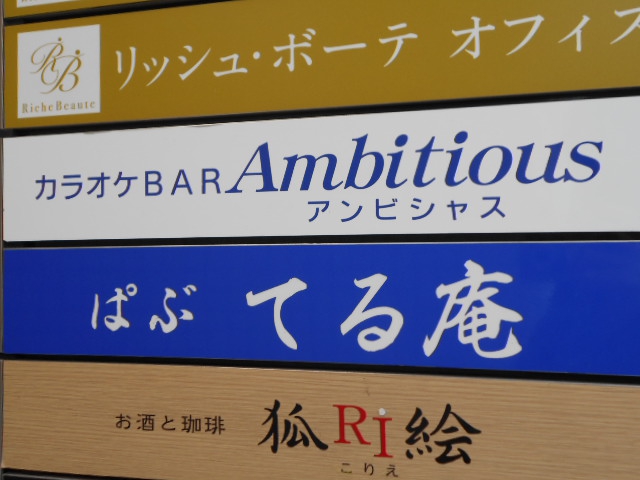 RB リッシュ・ボーテ オフィス
RicheBeaute
カラオケBAR Ambitious
アンビシャス
ぱぶ てる庵
お酒と珈琲 狐RI絵
こりえ